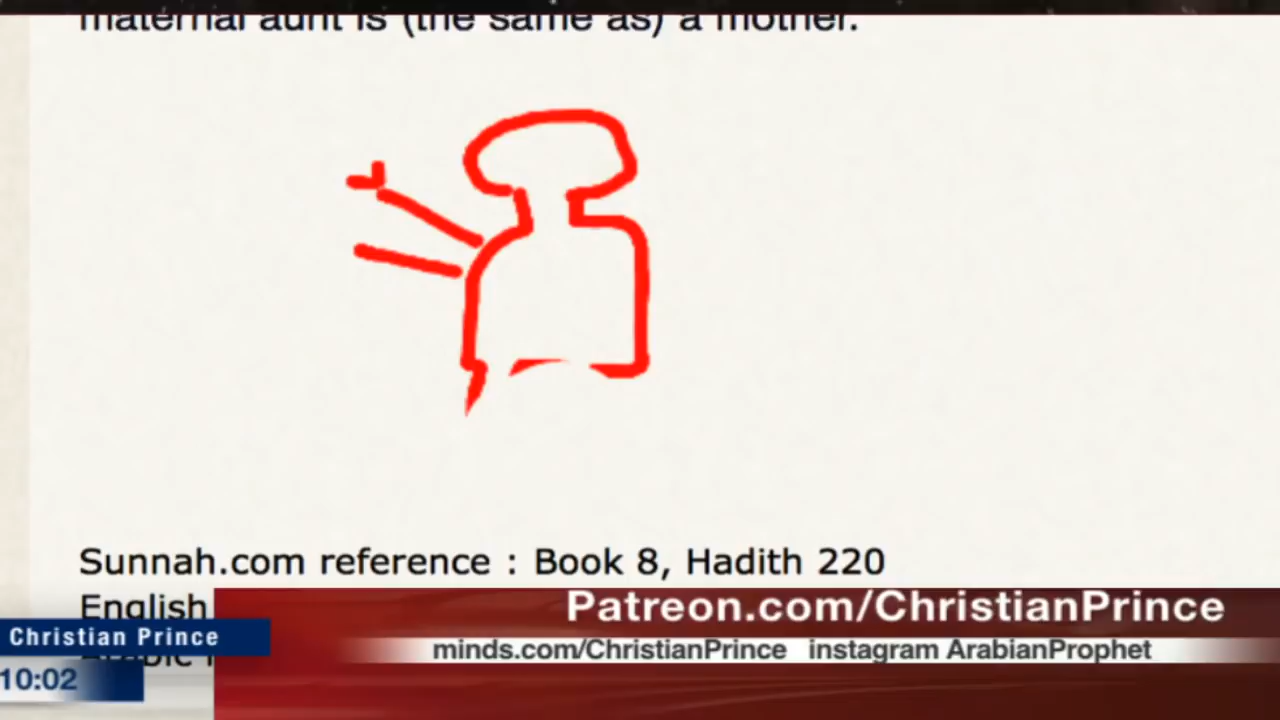 maternal aunt is (the same as) a mother.
Sunnah.com reference : Book 8, Hadith 220
English
Patreon.com/ChristianPrince
Christian Prince
minds.com/ChristianPrince instagram ArabianProphet
10:02